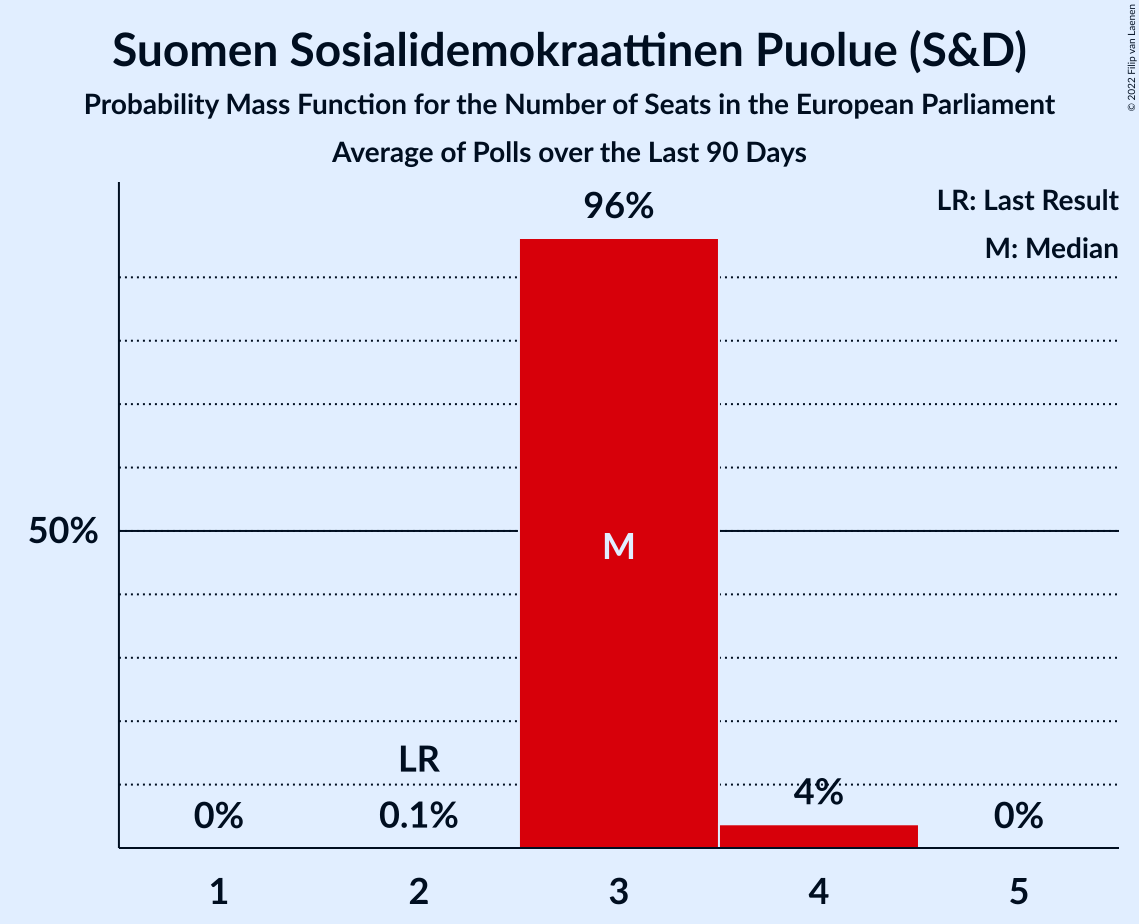 Suomen Sosialidemokraattinen Puolue (S&D)
Probability Mass Function for the Number of Seats in the European Parliament
Average of Polls over the Last 90 Days
© 2022 Filip van Laenen
LR: Last Result
M: Median
96%
50%
M
LR
0%
0.1%
4%
0%
1
2
3
4
5